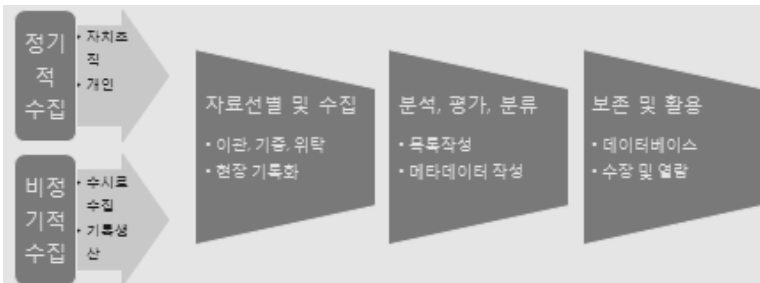 정기
적
수집
• 자치조
직
• 개인
비정
기적
수집
• 수시로
수집
• 기록생
산
자료선별 및 수집
• 이관, 기증, 위탁
• 현장 기록화
분석, 평가, 분류
• 목록작성
• 메타데이터 작성
보존 및 활용
• 데이터베이스
• 수장 및 열람